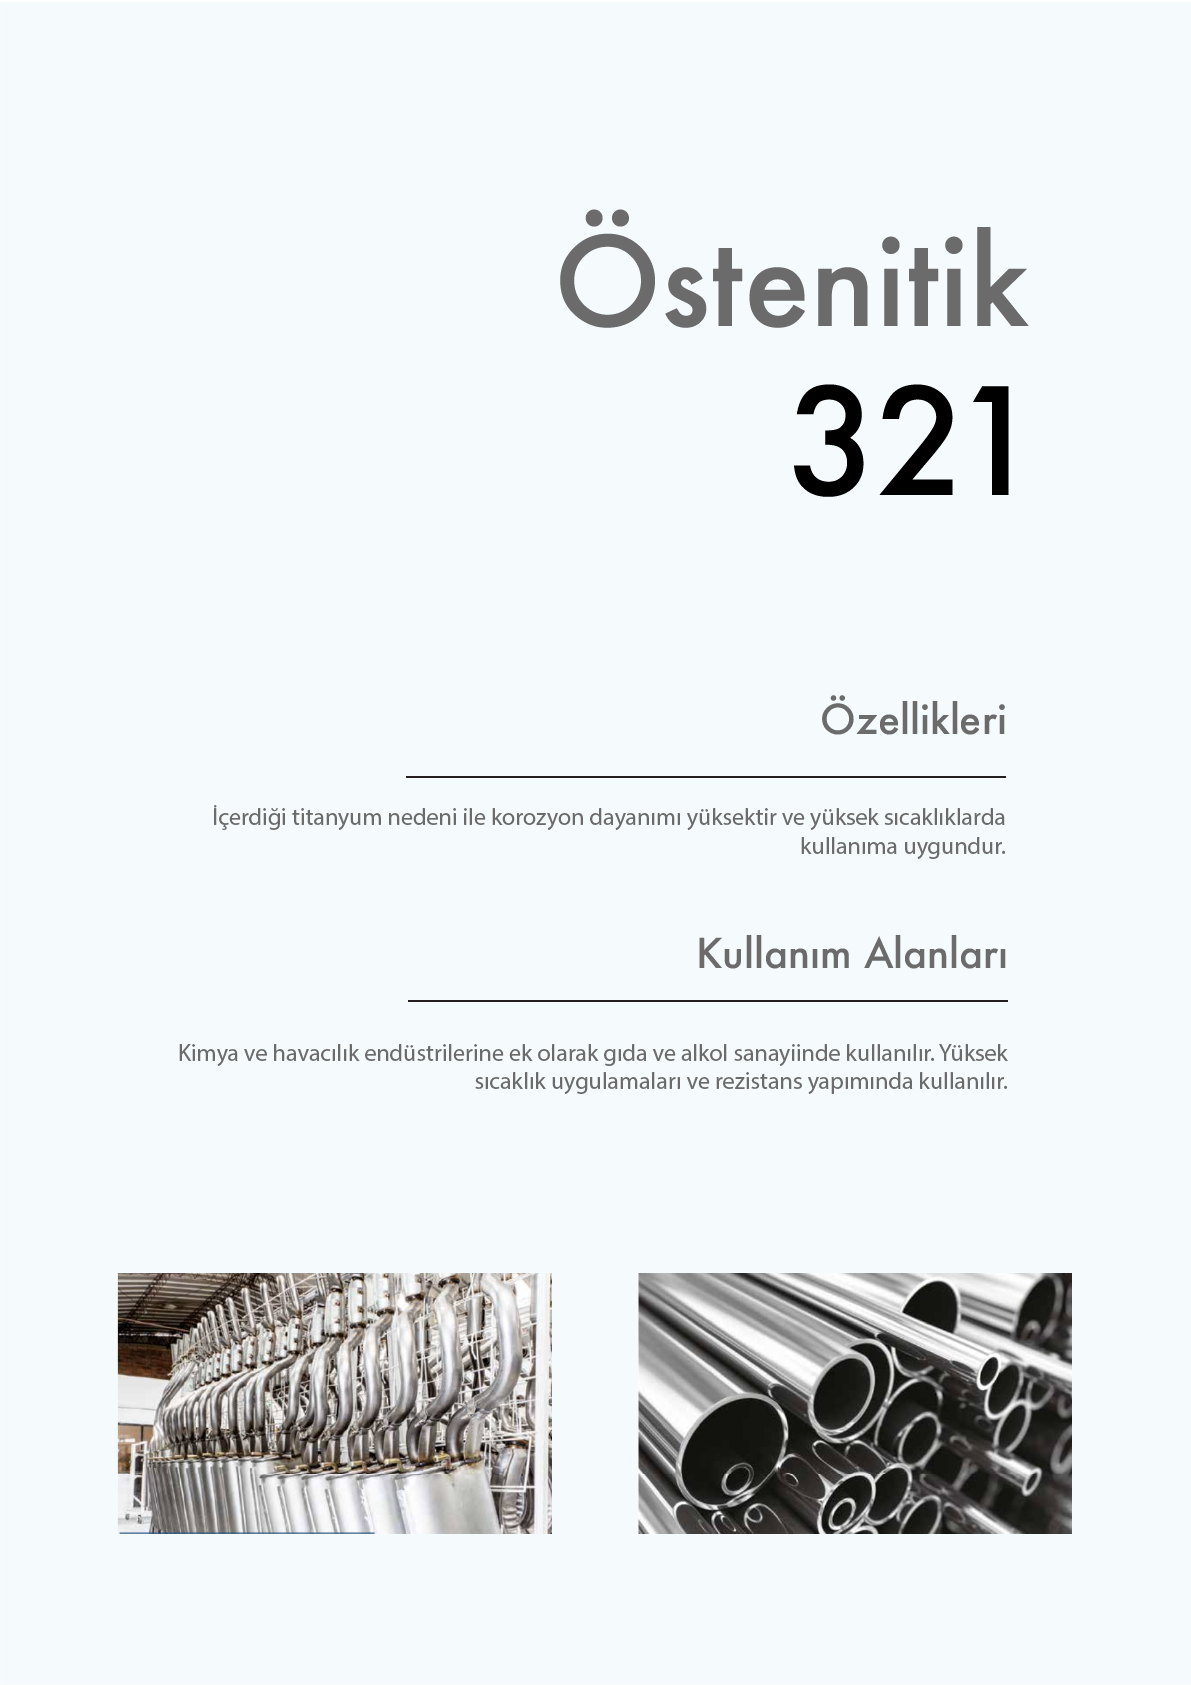 Östenitik
321
Özellikleri
İçerdiği titanyum nedeni ile korozyon dayanımı yüksektir ve yüksek sıcaklıklarda
kullanıma uygundur.
Kullanım Alanları
Kimya ve havacılık endüstrilerine ek olarak gıda ve alkol sanayiinde kullanılır. Yüksek
sıcaklık uygulamaları ve rezistans yapımında kullanılır.